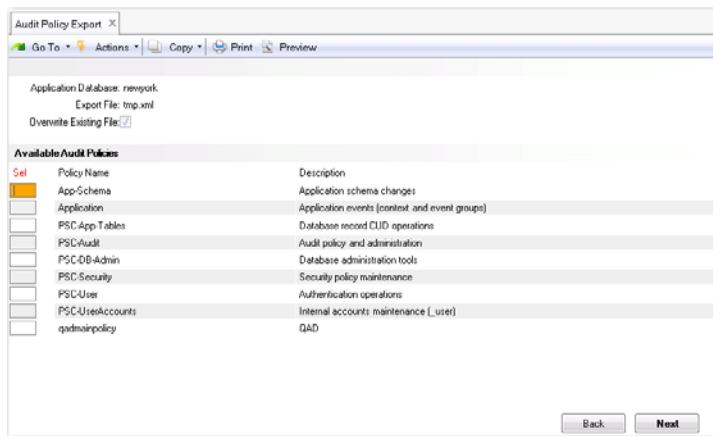 Audit Policy Export X
Go To Actions Copy Print Preview
Application Database: newyork
Export File: tmp.xml
Overwrite Existing File:
Available Audit Policies
Sel Policy Name Description
App-Schema Application schema changes
Application Application events (context and event groups)
PSC-App-Tables Database record CUD operations
PSC-Audit Audit policy and administration
PSC-DB-Admin Database administration tools
PSC-Security Security policy maintenance
PSC-User Authentication operations
PSC-UserAccounts Internal accounts maintenance (_user)
qadmainpolicy QAD
Back Next